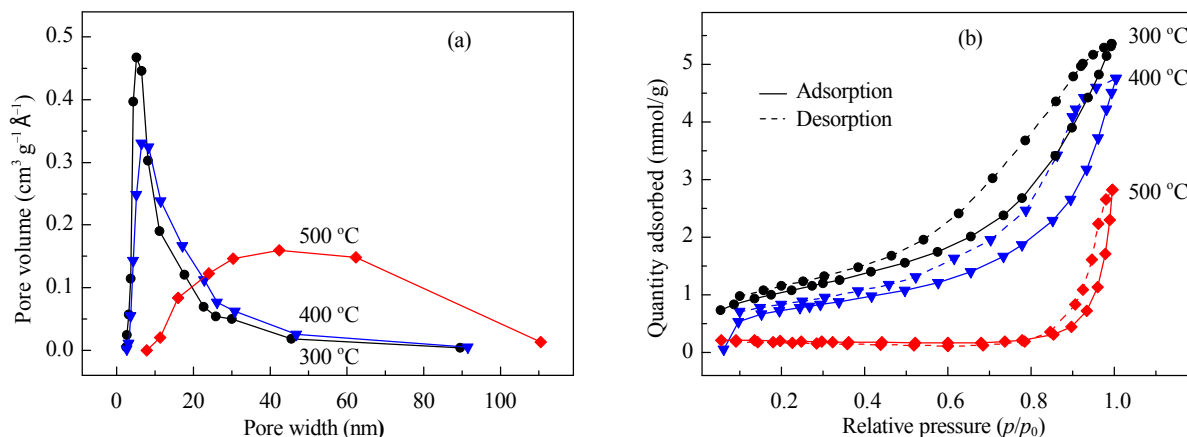 (a)
0.5
0.4
0.3
0.2
0.1
0.0
Pore volume (cm³ g⁻¹ Å⁻¹)
500 ºC
400 ºC
300 ºC
0 20 40 60 80 100
Pore width (nm)
(b)
300 ºC
400 ºC
500 ºC
Adsorption
Desorption
5
4
3
2
1
0
Quantity adsorbed (mmol/g)
0.2 0.4 0.6 0.8 1.0
Relative pressure (p/p₀)